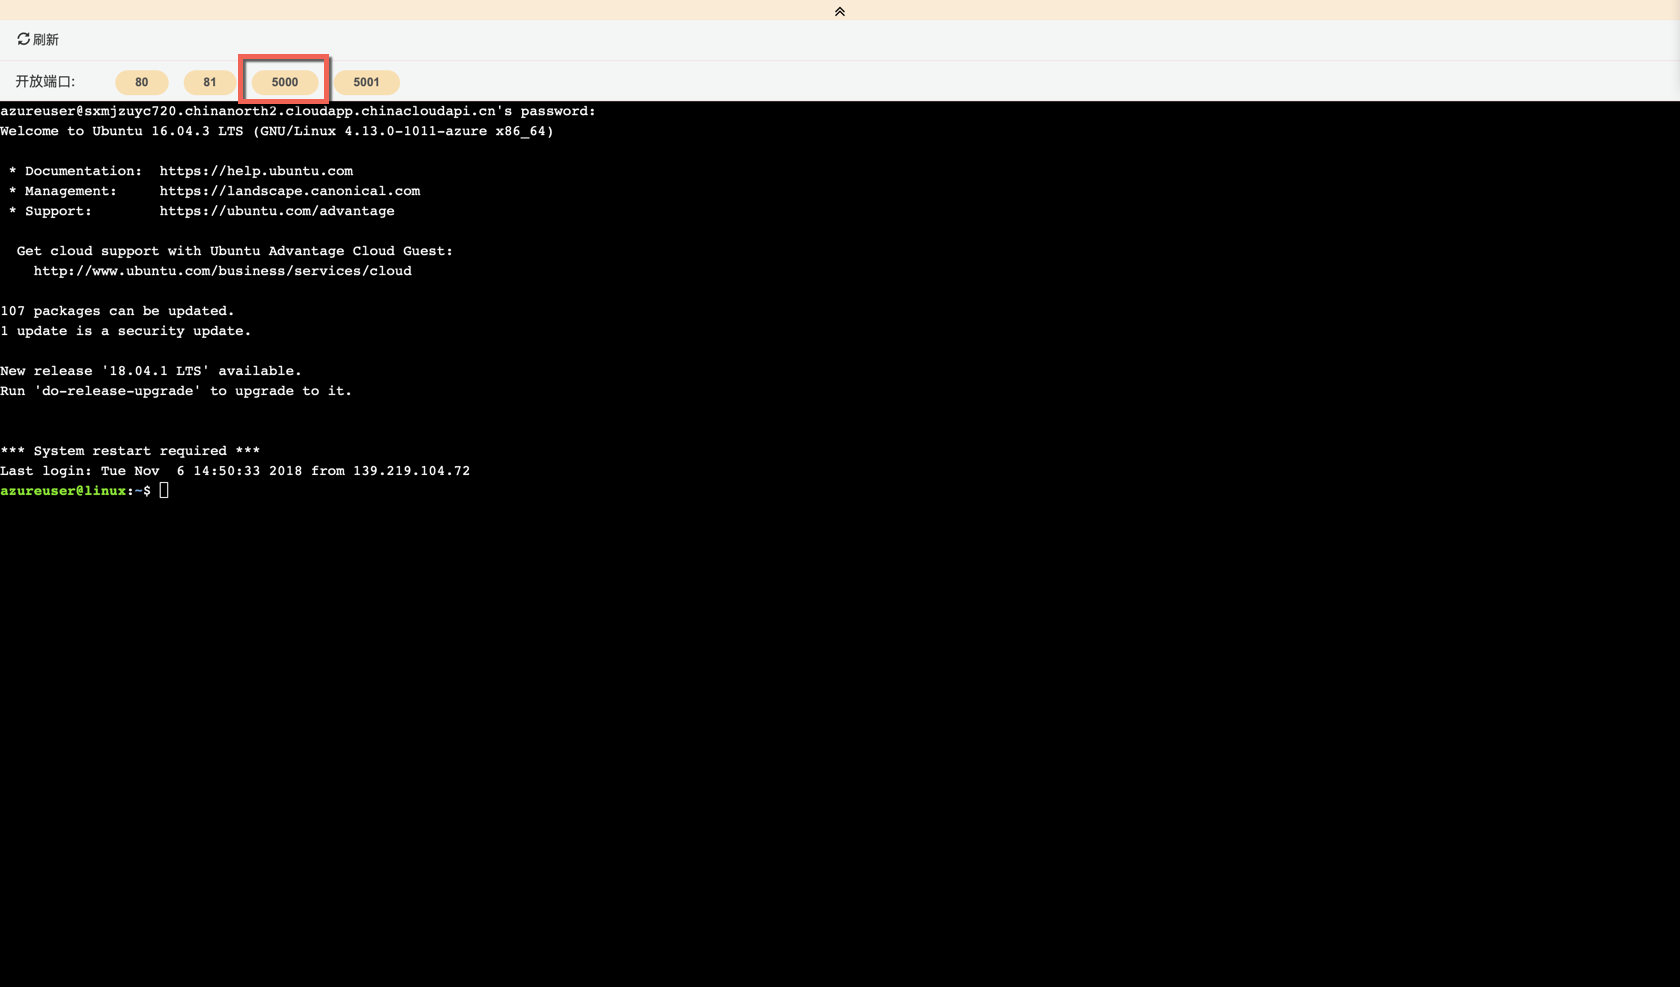 刷新
开放端口: 80 81 5000 5001
azureuser@sxmjzuyc720.chinanorth2.cloudapp.chinacloudapi.cn's password:
Welcome to Ubuntu 16.04.3 LTS (GNU/Linux 4.13.0-1011-azure x86_64)
* Documentation:  https://help.ubuntu.com
* Management:     https://landscape.canonical.com
* Support:        https://ubuntu.com/advantage
Get cloud support with Ubuntu Advantage Cloud Guest:
http://www.ubuntu.com/business/services/cloud
107 packages can be updated.
1 update is a security update.
New release '18.04.1 LTS' available.
Run 'do-release-upgrade' to upgrade to it.
*** System restart required ***
Last login: Tue Nov  6 14:50:33 2018 from 139.219.104.72
azureuser@linux:~$